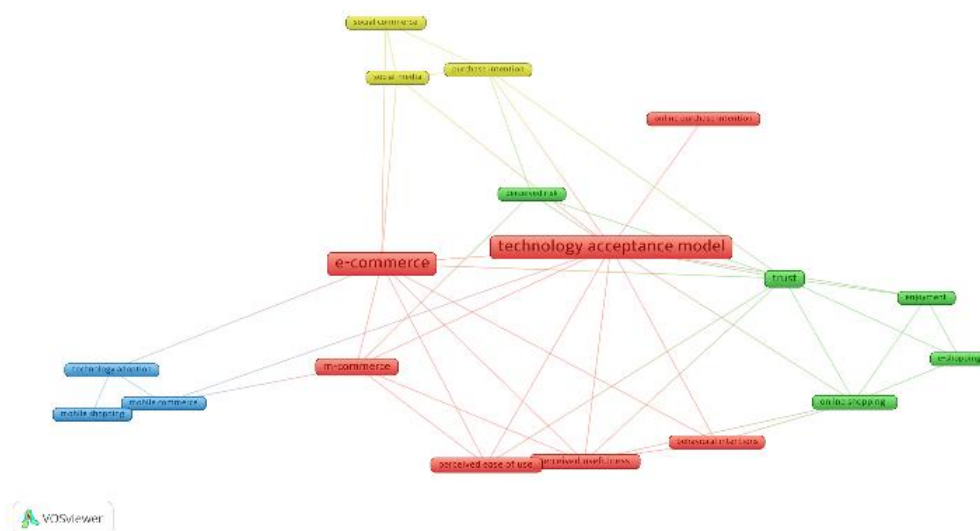 social commerce
social media
purchase intention
online purchase intention
perceived risk
technology acceptance model
e-commerce
trust
enjoyment
e-shopping
m-commerce
technology adoption
mobile commerce
mobile shopping
online shopping
behavioral intentions
perceived ease of use
perceived usefulness
VOSviewer